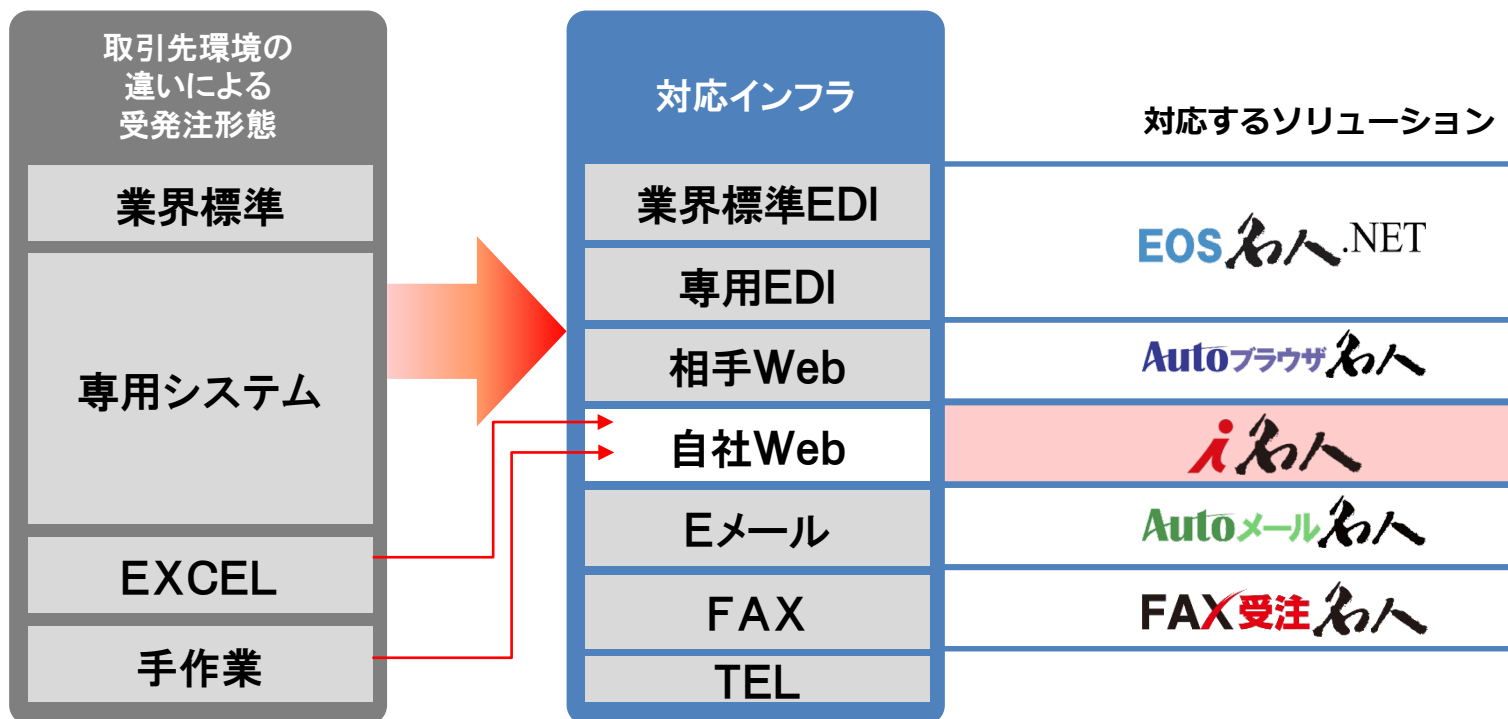 取引先環境の
違いによる
受発注形態
業界標準
専用システム
EXCEL
手作業
対応インフラ
業界標準EDI
専用EDI
相手Web
自社Web
Eメール
FAX
TEL
対応するソリューション
EOS名人.NET
Autoブラウザ名人
i名人
Autoメール名人
FAX受注名人